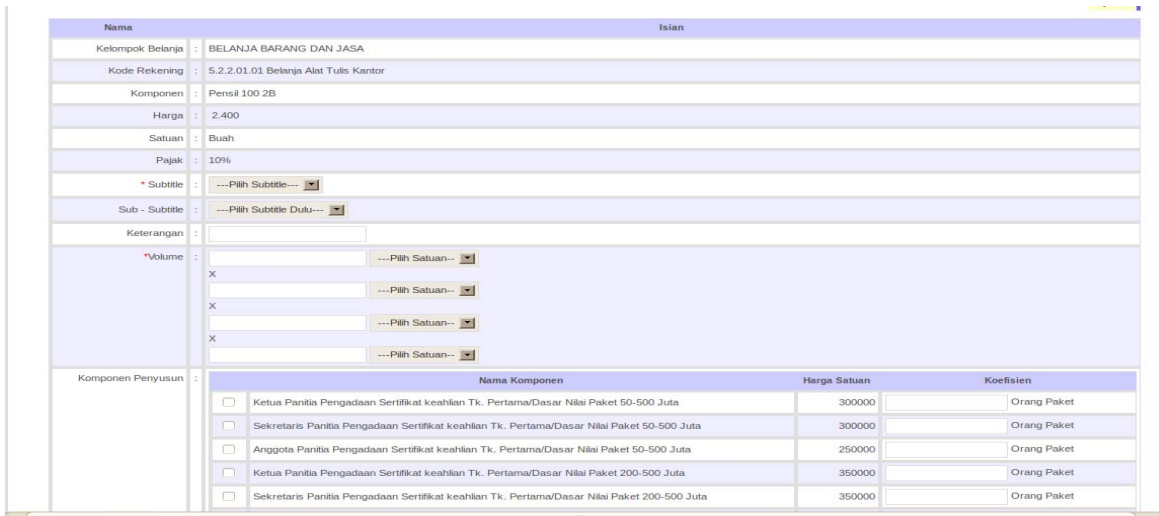 Nama Isian
Kelompok Belanja : BELANJA BARANG DAN JASA
Kode Rekening : 5.2.2.01.01 Belanja Alat Tulis Kantor
Komponen : Pensil 100 2B
Harga : 2.400
Satuan : Buah
Pajak : 10%
* Subtitle : ---Pilih Subtitle---
Sub - Subtitle : ---Pilih Subtitle Dulu---
Keterangan :
*Volume : ---Pilih Satuan--
X
---Pilih Satuan--
X
---Pilih Satuan--
X
---Pilih Satuan--
Komponen Penyusun :
Nama Komponen Harga Satuan Koefisien
Ketua Panitia Pengadaan Sertifikat keahlian Tk. Pertama/Dasar Nilai Paket 50-500 Juta 300000 Orang Paket
Sekretaris Panitia Pengadaan Sertifikat keahlian Tk. Pertama/Dasar Nilai Paket 50-500 Juta 300000 Orang Paket
Anggota Panitia Pengadaan Sertifikat keahlian Tk. Pertama/Dasar Nilai Paket 50-500 Juta 250000 Orang Paket
Ketua Panitia Pengadaan Sertifikat keahlian Tk. Pertama/Dasar Nilai Paket 200-500 Juta 350000 Orang Paket
Sekretaris Panitia Pengadaan Sertifikat keahlian Tk. Pertama/Dasar Nilai Paket 200-500 Juta 350000 Orang Paket